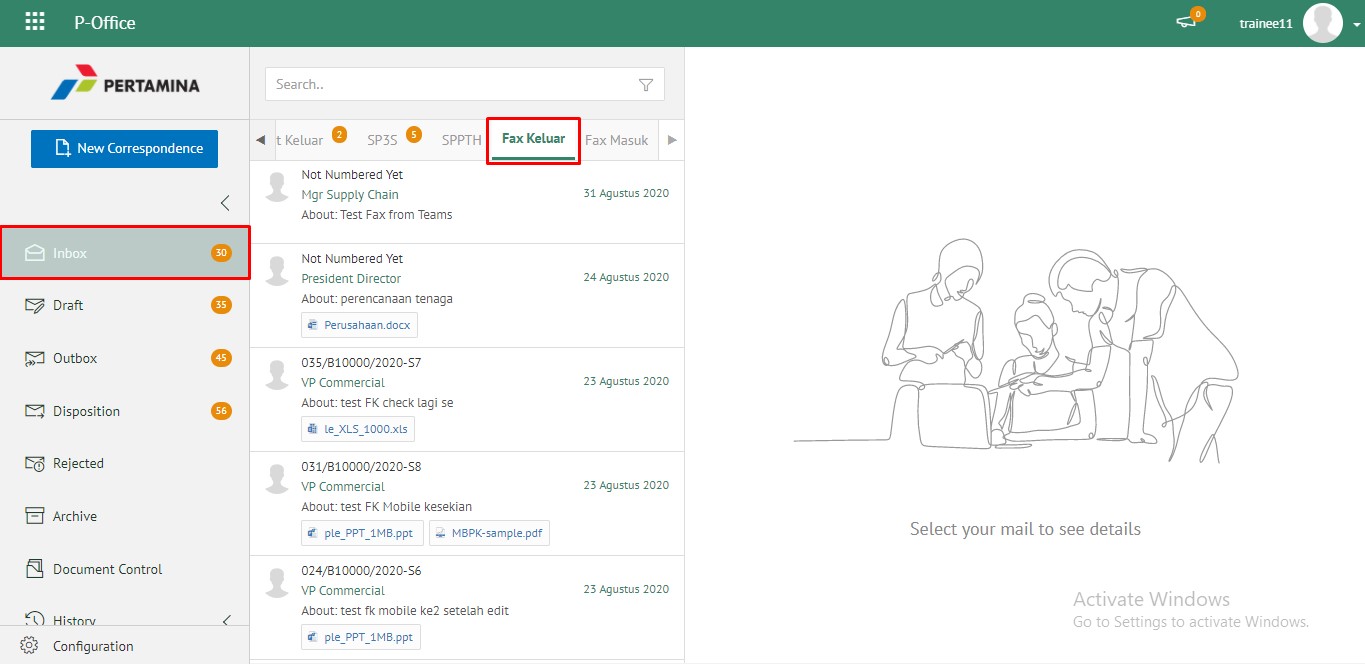 P-Office
0
trainee11
PERTAMINA
New Correspondence
Inbox 30
Draft 35
Outbox 45
Disposition 56
Rejected
Archive
Document Control
History
Configuration
Search..
t Keluar 2 SP3S 5 SPPTH Fax Keluar Fax Masuk
Not Numbered Yet
Mgr Supply Chain 31 Agustus 2020
About: Test Fax from Teams
Not Numbered Yet
President Director 24 Agustus 2020
About: perencanaan tenaga
Perusahaan.docx
035/B10000/2020-S7
VP Commercial 23 Agustus 2020
About: test FK check lagi se
le_XLS_1000.xls
031/B10000/2020-S8
VP Commercial 23 Agustus 2020
About: test FK Mobile kesekian
ple_PPT_1MB.ppt MBPK-sample.pdf
024/B10000/2020-S6
VP Commercial 23 Agustus 2020
About: test fk mobile ke2 setelah edit
ple_PPT_1MB.ppt
Select your mail to see details
Activate Windows
Go to Settings to activate Windows.